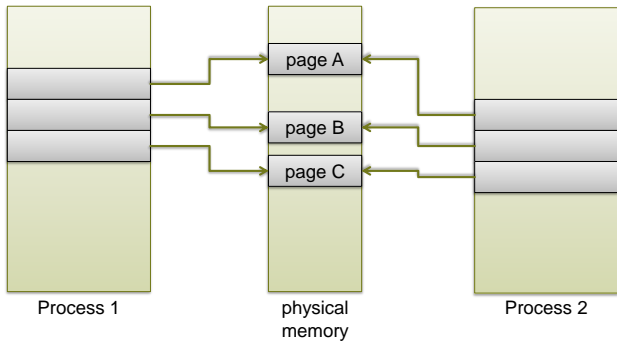 page A
page B
page C
Process 1
physical
memory
Process 2